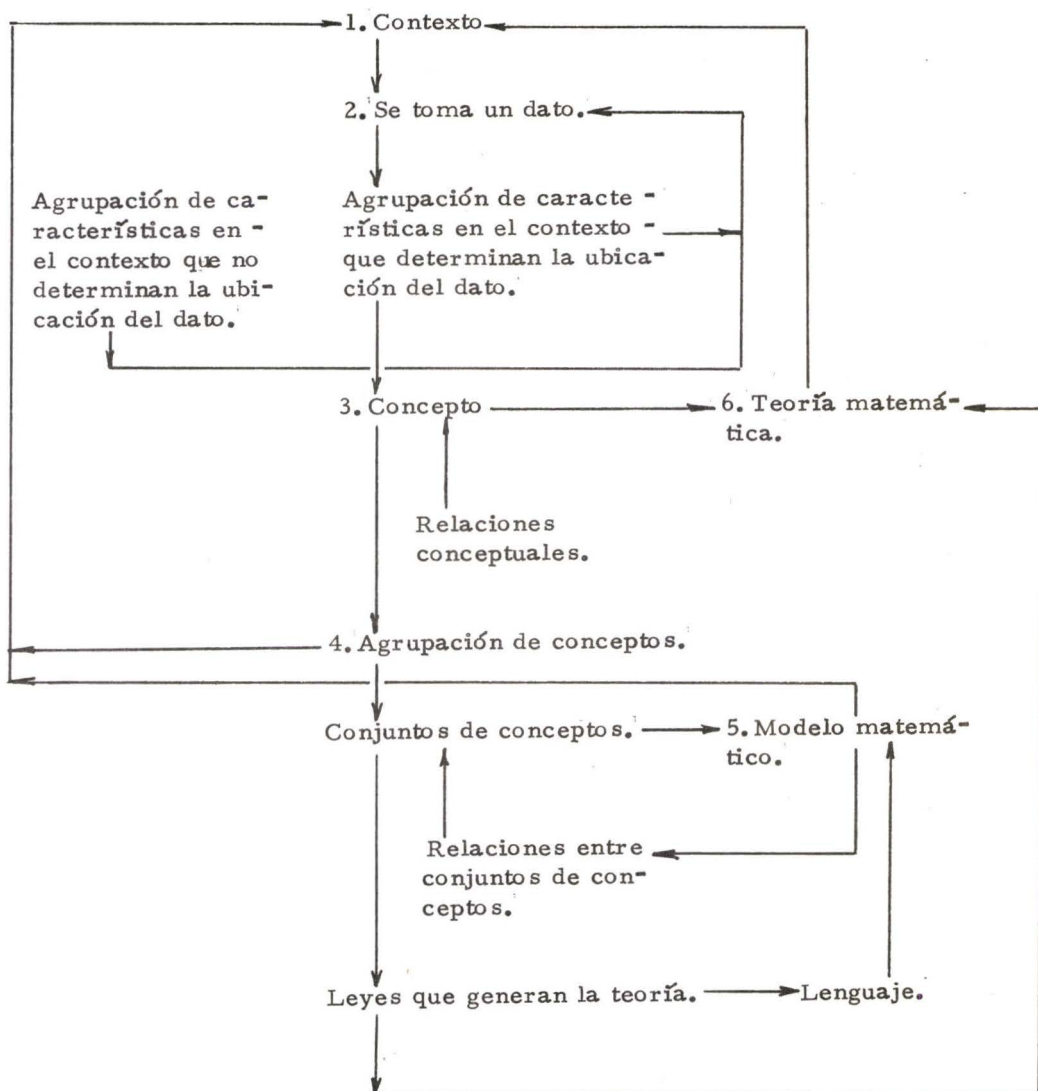 1. Contexto
2. Se toma un dato.
Agrupación de ca-
racterísticas en -
el contexto que no
determinan la ubi-
cación del dato.
Agrupación de caracte -
rísticas en el contexto -
que determinan la ubica-
ción del dato.
3. Concepto
6. Teoría matemá-
tica.
Relaciones
conceptuales.
4. Agrupación de conceptos.
Conjuntos de conceptos.
5. Modelo matemá-
tico.
Relaciones entre
conjuntos de con-
ceptos.
Leyes que generan la teoría.
Lenguaje.